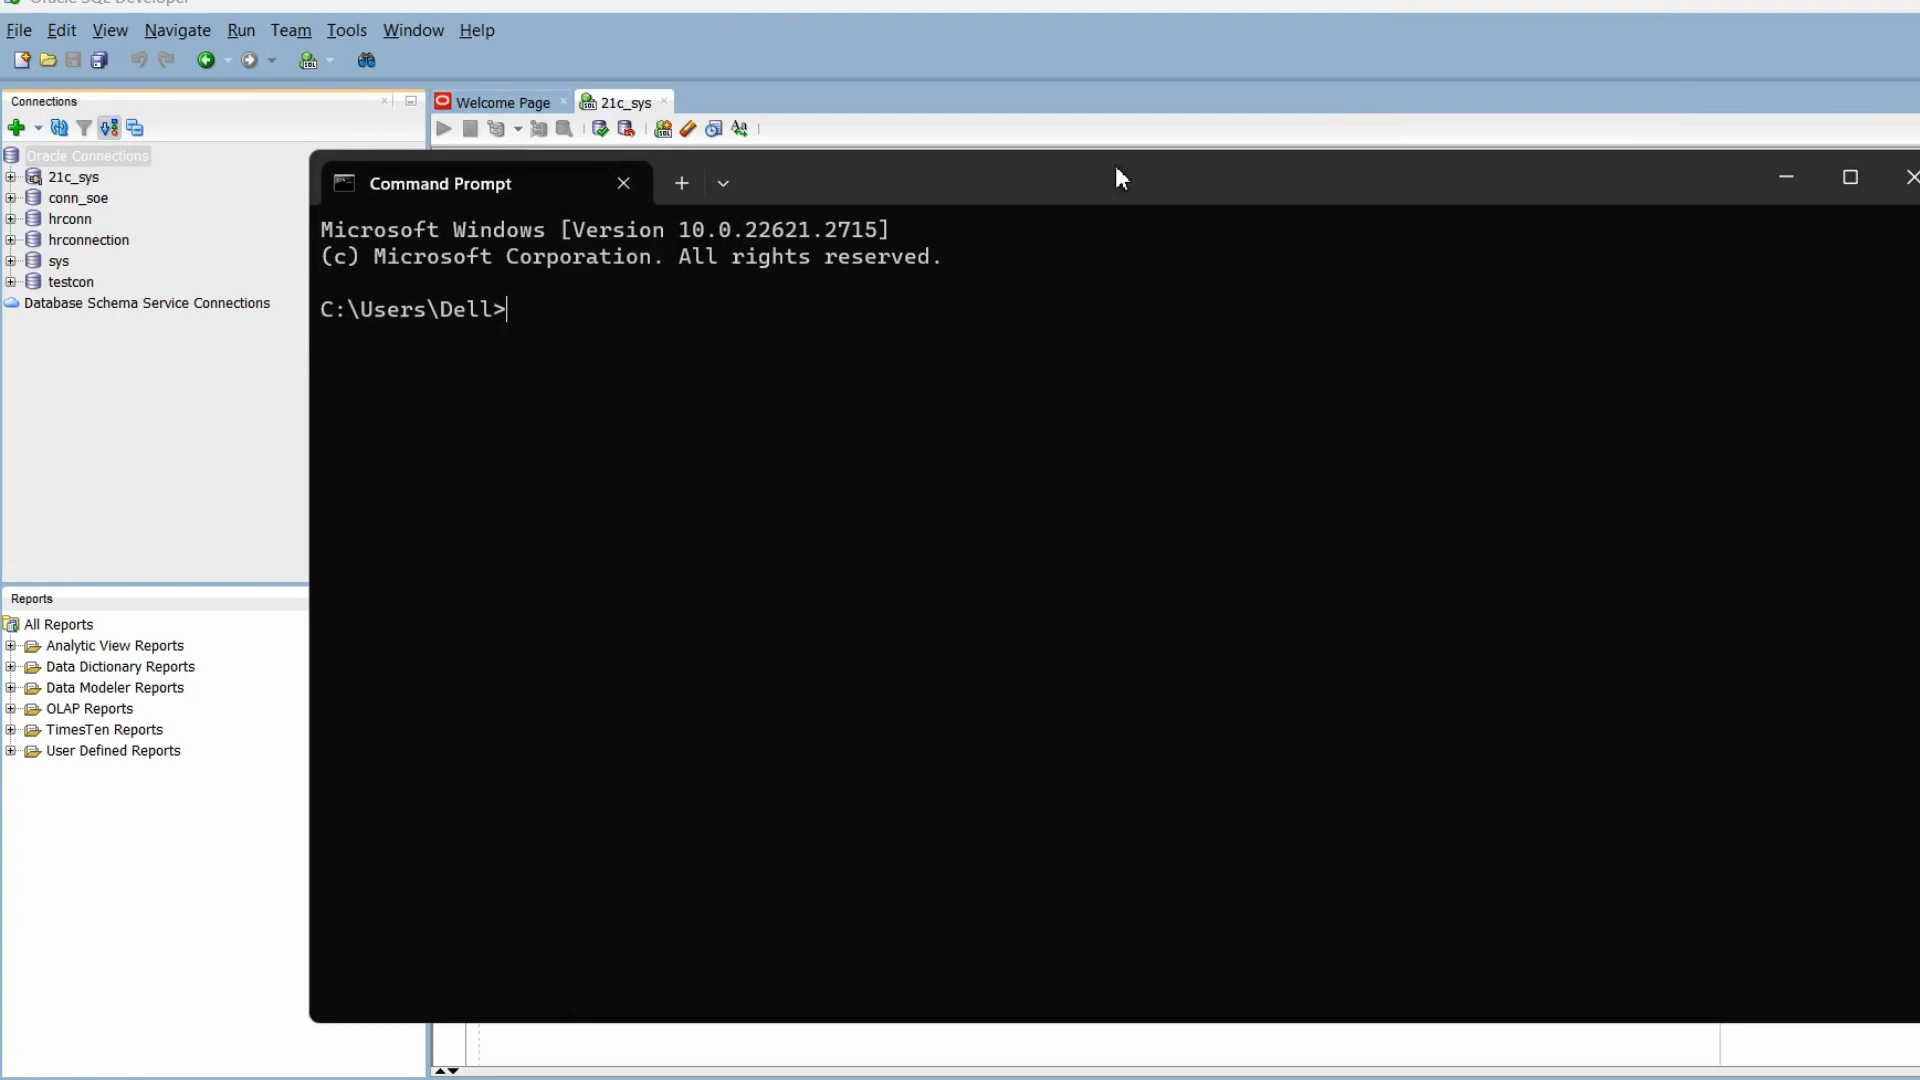 Oracle SQL Developer
File Edit View Navigate Run Team Tools Window Help
Connections
Welcome Page
21c_sys
Oracle Connections
21c_sys
conn_soe
hrconn
hrconnection
sys
testcon
Database Schema Service Connections
Command Prompt
Microsoft Windows [Version 10.0.22621.2715]
(c) Microsoft Corporation. All rights reserved.
C:\Users\Dell>
Reports
All Reports
Analytic View Reports
Data Dictionary Reports
Data Modeler Reports
OLAP Reports
TimesTen Reports
User Defined Reports